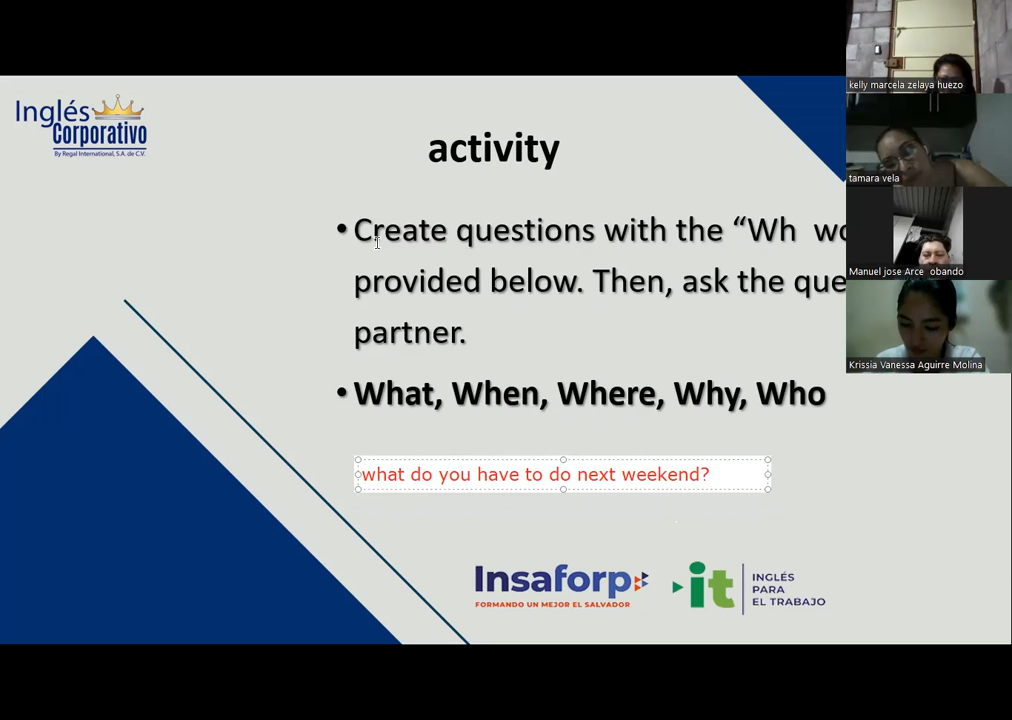 Inglés
Corporativo
By Regal International, S.A. de C.V.
activity
• Create questions with the “Wh
provided below. Then, ask the
partner.
• What, When, Where, Why, Who
what do you have to do next weekend?
Insaforp
FORMANDO UN MEJOR EL SALVADOR
it
INGLÉS
PARA
EL TRABAJO
kelly marcela zelaya huezo
tamara vela
Manuel jose Arce obando
Krissia Vanessa Aguirre Molina